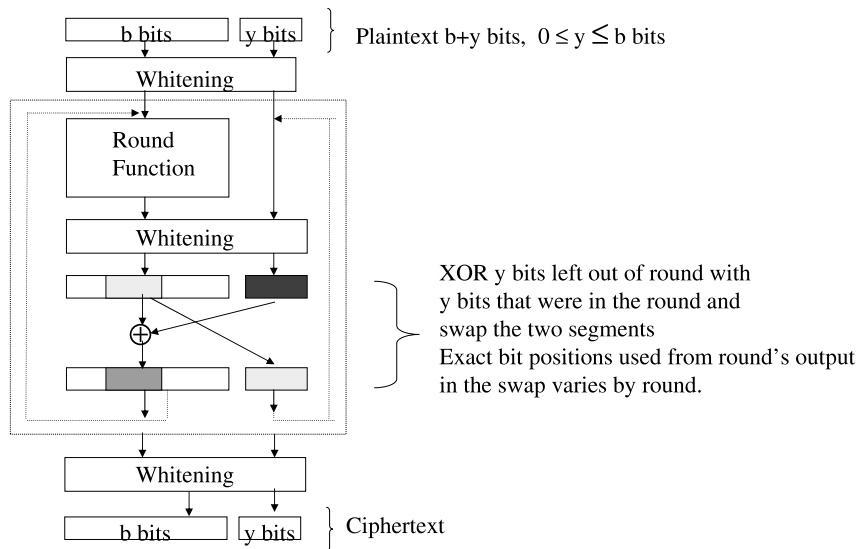 b bits y bits
Plaintext b+y bits, 0 ≤ y ≤ b bits
Whitening
Round
Function
Whitening
XOR y bits left out of round with
y bits that were in the round and
swap the two segments
Exact bit positions used from round's output
in the swap varies by round.
Whitening
b bits y bits
Ciphertext